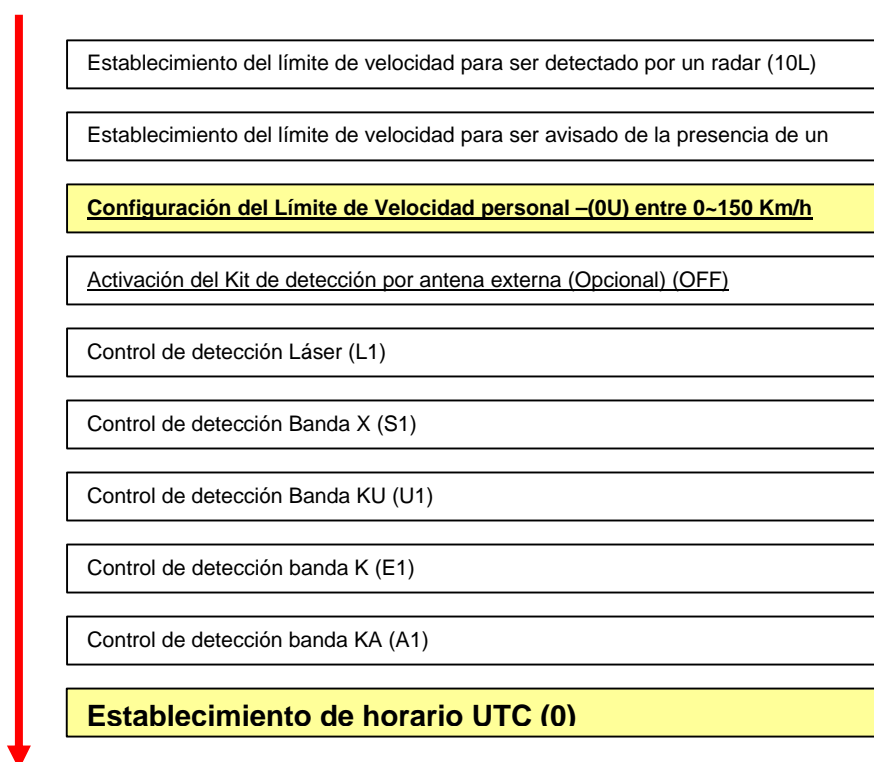 Establecimiento del límite de velocidad para ser detectado por un radar (10L)
Establecimiento del límite de velocidad para ser avisado de la presencia de un
Configuración del Límite de Velocidad personal –(0U) entre 0~150 Km/h
Activación del Kit de detección por antena externa (Opcional) (OFF)
Control de detección Láser (L1)
Control de detección Banda X (S1)
Control de detección Banda KU (U1)
Control de detección banda K (E1)
Control de detección banda KA (A1)
Establecimiento de horario UTC (0)